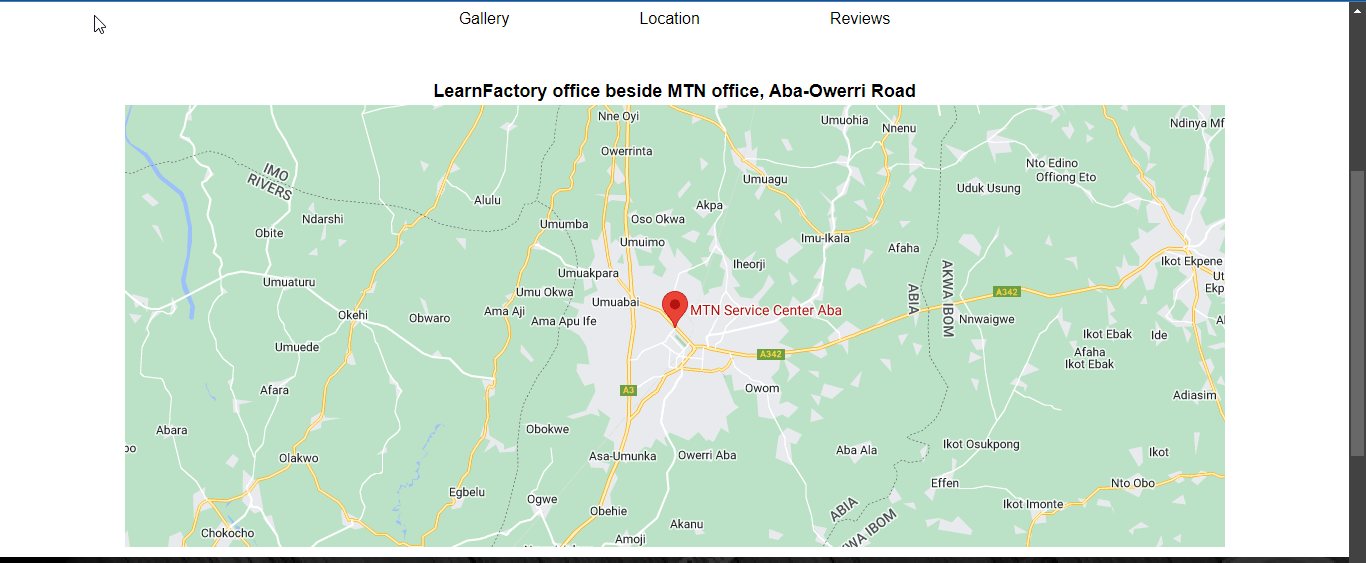 Gallery
Location
Reviews
LearnFactory office beside MTN office, Aba-Owerri Road
Nne Oyi
Umuohia
Nnenu
Ndinya Mf
Owerrinta
Nto Edino
Offiong Eto
IMO
RIVERS
Umuagu
Uduk Usung
Alulu
Akpa
Ndarshi
Oso Okwa
Umumba
Obite
Umuimo
Imu-Ikala
Afaha
Iheorji
Ikot Ekpene
Umuakpara
Ut
Umuaturu
Ekp
Umu Okwa
A342
ABIA
AKWA IBOM
Umuabai
MTN Service Center Aba
Ama Aji
Okehi
Obwaro
Ama Apu Ife
Nnwaigwe
Al
Ikot Ebak
Ide
Umuede
A342
Afaha
Ikot Ebak
Afara
A3
Owom
Adiasim
Abara
Obokwe
bo
Ikot Osukpong
Aba Ala
Ikot
Olakwo
Asa-Umunka
Owerri Aba
Effen
Nto Obo
Egbelu
Ogwe
Ikot Imonte
Obehie
ABIA
WA IBOM
Akanu
Chokocho
Amoji